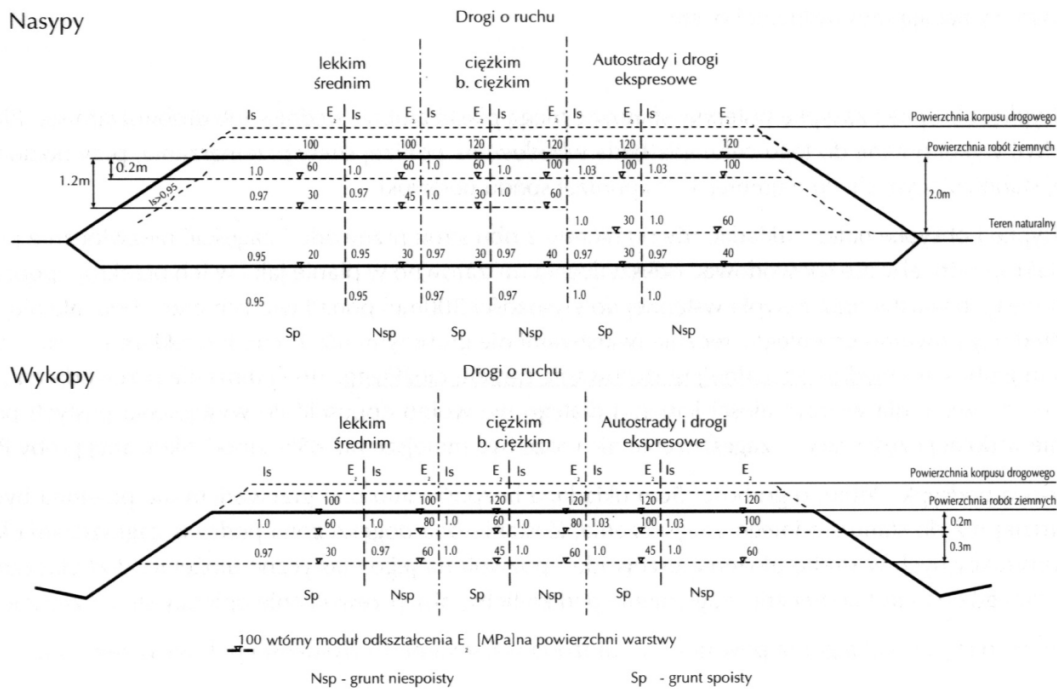 Nasypy
Drogi o ruchu
lekkim ciężkim Autostrady i drogi
średnim b. ciężkim ekspresowe
Is E₂ Is E₂ Is E₂ Is E₂ Is E₂ Is E₂ Powierzchnia korpusu drogowego
100 100 120 120 120 120 Powierzchnia robót ziemnych
0.2m 1.0 60 1.0 60 1.0 60 1.0 60 1.03 100 1.03 100
1.2m Is>0.95 0.97 30 0.97 45 1.0 30 1.0 60 2.0m
1.0 30 1.0 60 Teren naturalny
0.95 20 0.95 30 0.97 30 0.97 40 0.97 30 0.97 40
0.95 0.95 0.97 0.97 1.0 1.0
Sp Nsp Sp Nsp Sp Nsp
Wykopy
Drogi o ruchu
lekkim ciężkim Autostrady i drogi
średnim b. ciężkim ekspresowe
Is E₂ Is E₂ Is E₂ Is E₂ Is E₂ Is E₂ Powierzchnia korpusu drogowego
100 100 120 120 120 120 Powierzchnia robót ziemnych
1.0 60 1.0 80 1.0 60 1.0 80 1.03 100 1.03 100 0.2m
0.97 30 0.97 60 1.0 45 1.0 60 1.0 45 1.0 60 0.3m
Sp Nsp Sp Nsp Sp Nsp
100 wtórny moduł odkształcenia E₂ [MPa]na powierzchni warstwy
Nsp - grunt niespoisty Sp - grunt spoisty